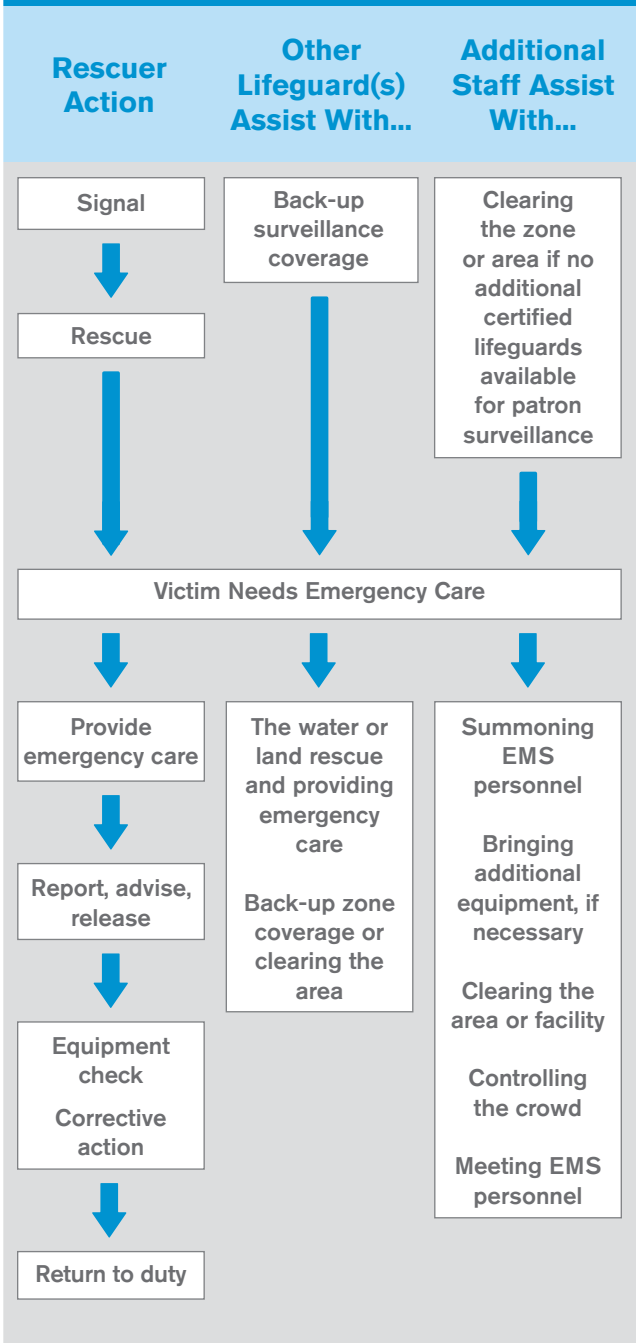 Rescuer
Action
Other
Lifeguard(s)
Assist With...
Additional
Staff Assist
With...
Signal
Rescue
Back-up
surveillance
coverage
Clearing
the zone
or area if no
additional
certified
lifeguards
available
for patron
surveillance
Victim Needs Emergency Care
Provide
emergency care
Report, advise,
release
Equipment
check
Corrective
action
Return to duty
The water or
land rescue
and providing
emergency
care
Back-up zone
coverage or
clearing the
area
Summoning
EMS
personnel
Bringing
additional
equipment, if
necessary
Clearing the
area or facility
Controlling
the crowd
Meeting EMS
personnel